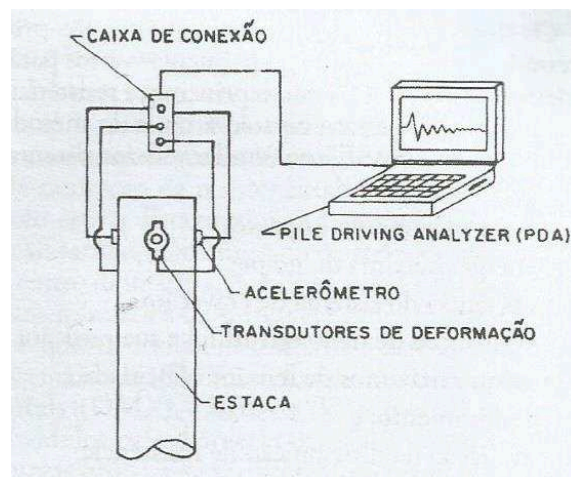 CAIXA DE CONEXÃO
PILE DRIVING ANALYZER (PDA)
ACELERÔMETRO
TRANSDUTORES DE DEFORMAÇÃO
ESTACA